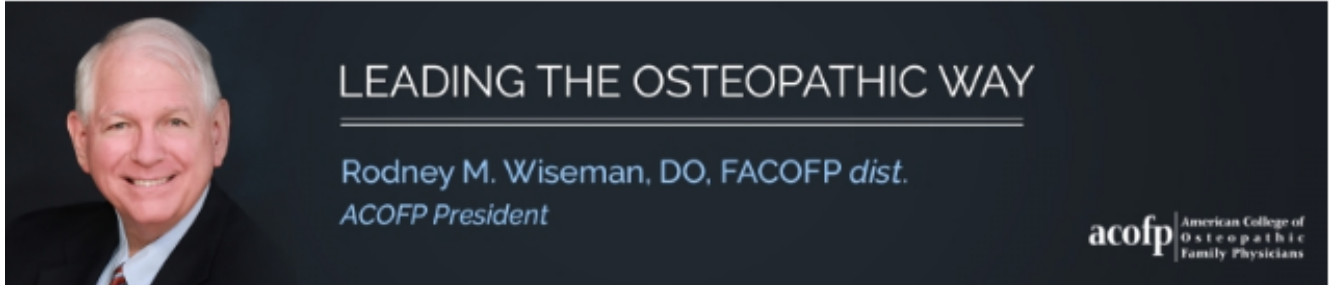 LEADING THE OSTEOPATHIC WAY
Rodney M. Wiseman, DO, FACOFP dist.
ACOFP President
acofp
American College of
Osteopathic
Family Physicians